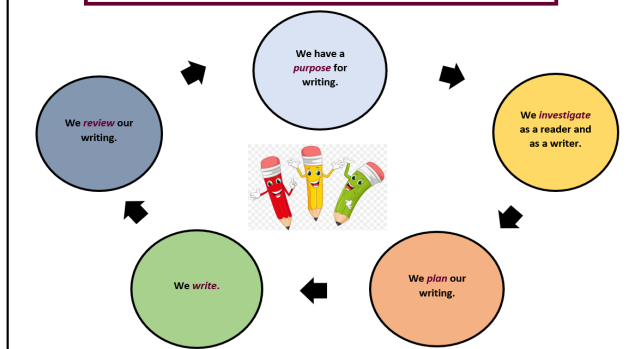 We have a
purpose for
writing.
We investigate
as a reader and
as a writer.
We plan our
writing.
We write.
We review our
writing.